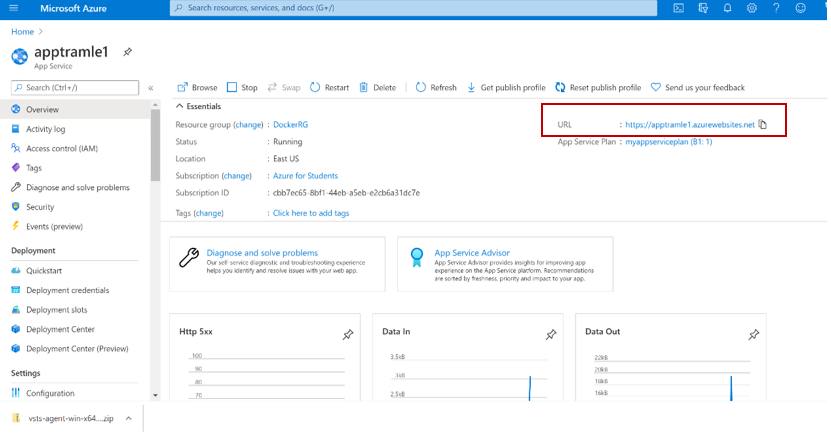 Microsoft Azure
Search resources, services, and docs (G+/)
Home >
apptramle1
App Service
Search (Ctrl+/)
«
Browse Stop Swap Restart Delete Refresh Get publish profile Reset publish profile Send us your feedback
Overview
Activity log
Access control (IAM)
Tags
Diagnose and solve problems
Security
Events (preview)
Deployment
Quickstart
Deployment credentials
Deployment slots
Deployment Center
Deployment Center (Preview)
Settings
Configuration
Essentials
Resource group (change) : DockerRG
Status : Running
Location : East US
Subscription (change) : Azure for Students
Subscription ID : cbb7ec65-8bf1-44eb-a5eb-e2cb6a31dc7e
Tags (change) : Click here to add tags
URL : https://apptramle1.azurewebsites.net
App Service Plan : myappserviceplan (B1: 1)
Diagnose and solve problems
Our self-service diagnostic and troubleshooting experience
helps you identify and resolve issues with your web app.
App Service Advisor
App Service Advisor provides insights for improving app
experience on the App Service platform. Recommendations
are sorted by freshness, priority and impact to your app.
Http 5xx
100
90
80
70
Data In
3.5kB
3kB
2.5kB
Data Out
22kB
20kB
18kB
16kB
vsts-agent-win-x64....zip